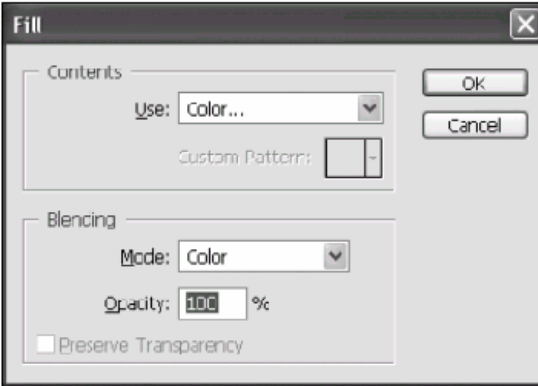 Fill
Contents
OK
Use: Color...
Cancel
Custom Pattern:
Blending
Mode: Color
Opacity: 100 %
Preserve Transparency